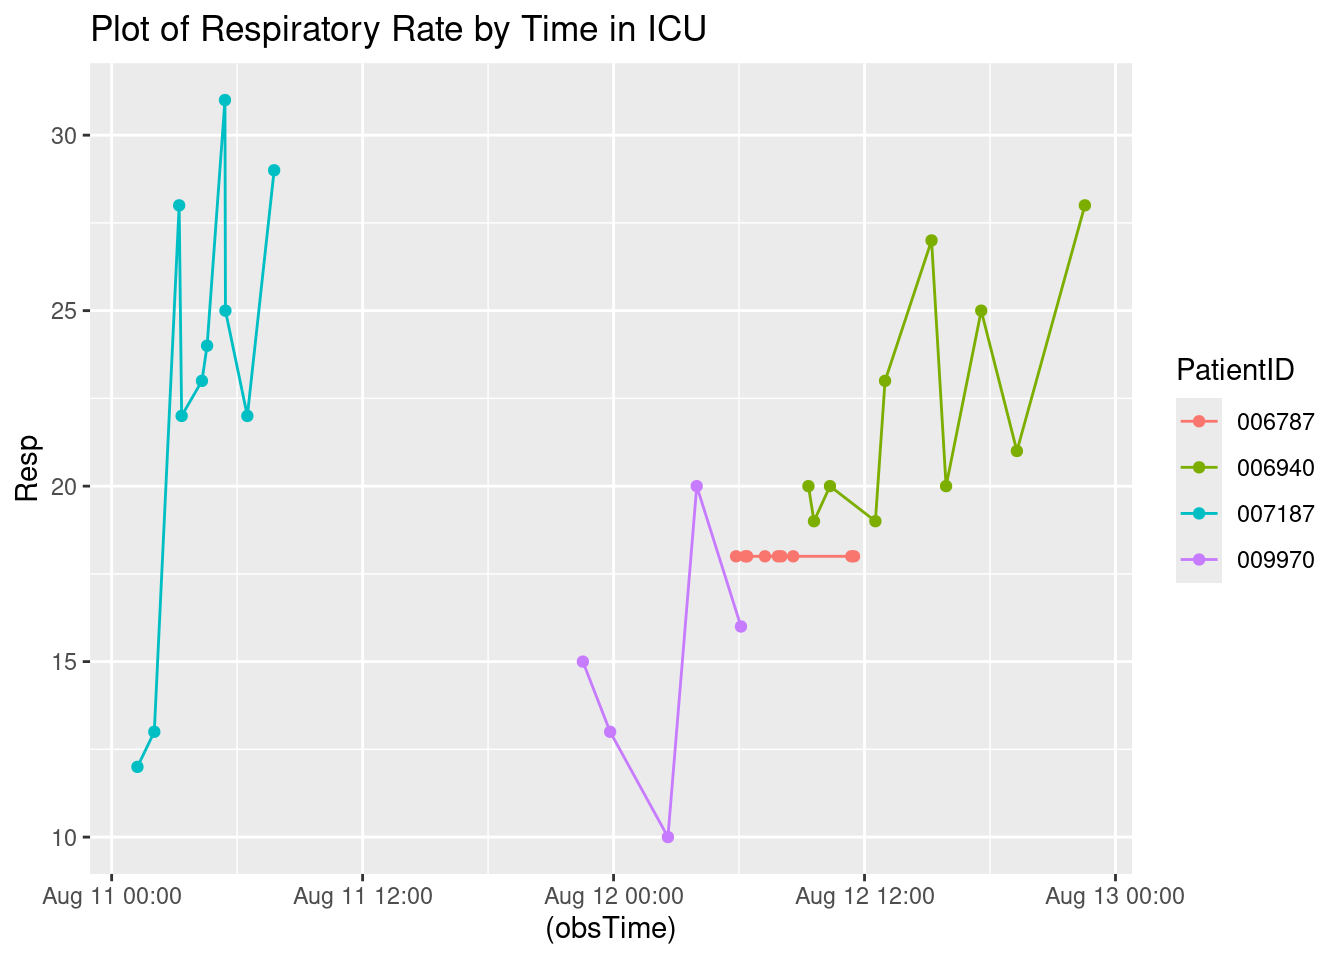 Plot of Respiratory Rate by Time in ICU
Resp
30
25
20
15
10
Aug 11 00:00
Aug 11 12:00
Aug 12 00:00
Aug 12 12:00
Aug 13 00:00
(obsTime)
PatientID
006787
006940
007187
009970